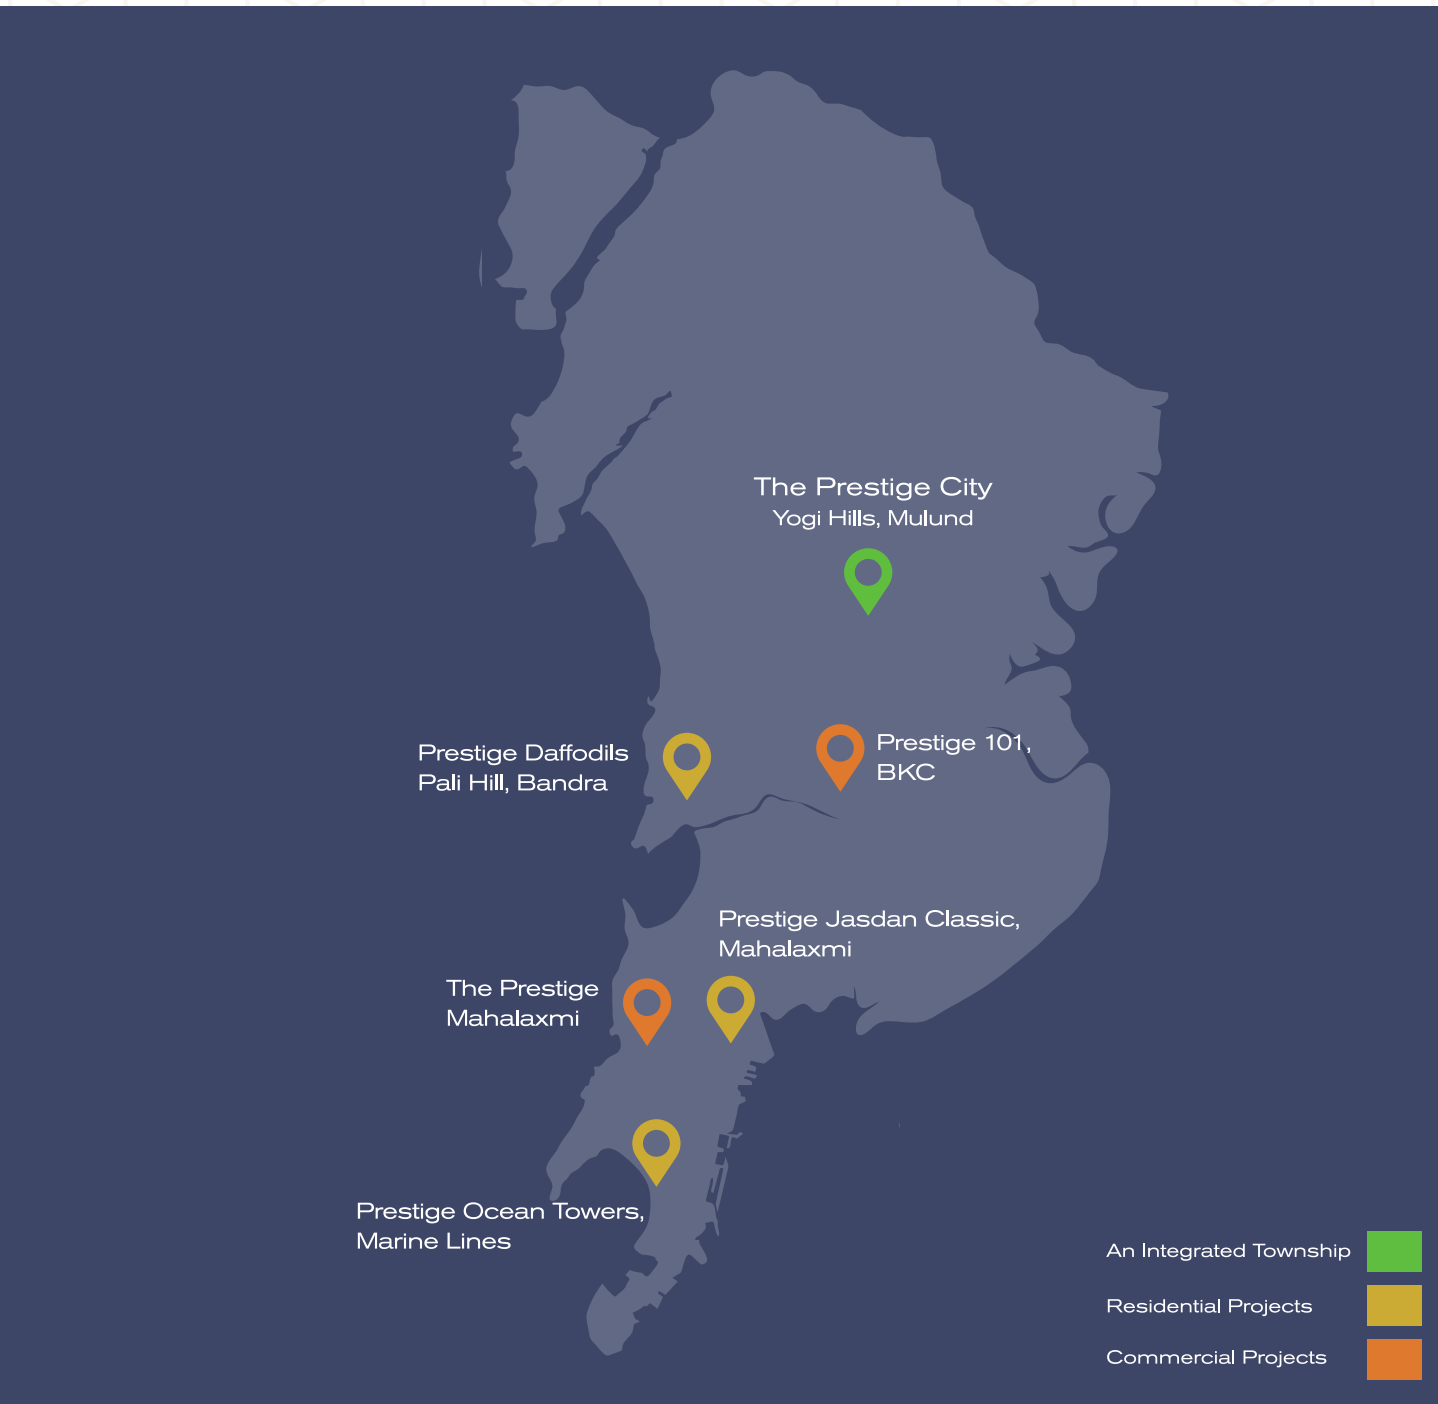 The Prestige City
Yogi Hills, Mulund
Prestige Daffodils
Pali Hill, Bandra
Prestige 101,
BKC
Prestige Jasdan Classic,
Mahalaxmi
The Prestige
Mahalaxmi
Prestige Ocean Towers,
Marine Lines
An Integrated Township
Residential Projects
Commercial Projects